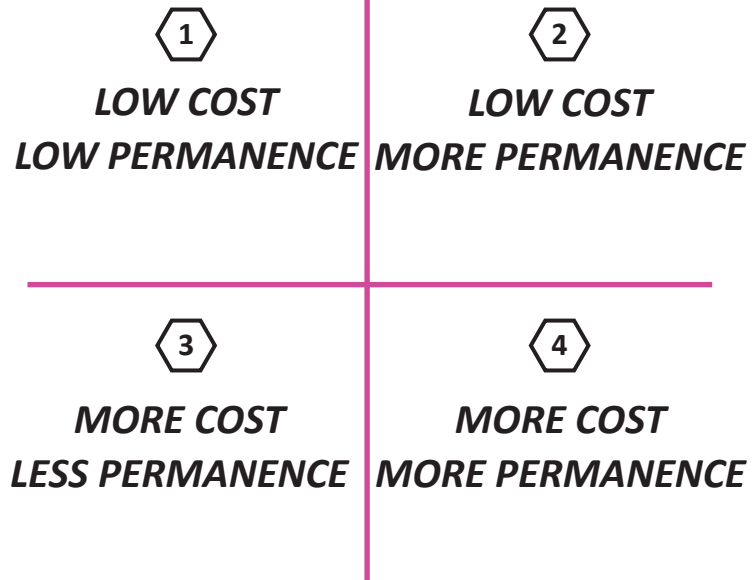 1
LOW COST
LOW PERMANENCE
2
LOW COST
MORE PERMANENCE
3
MORE COST
LESS PERMANENCE
4
MORE COST
MORE PERMANENCE